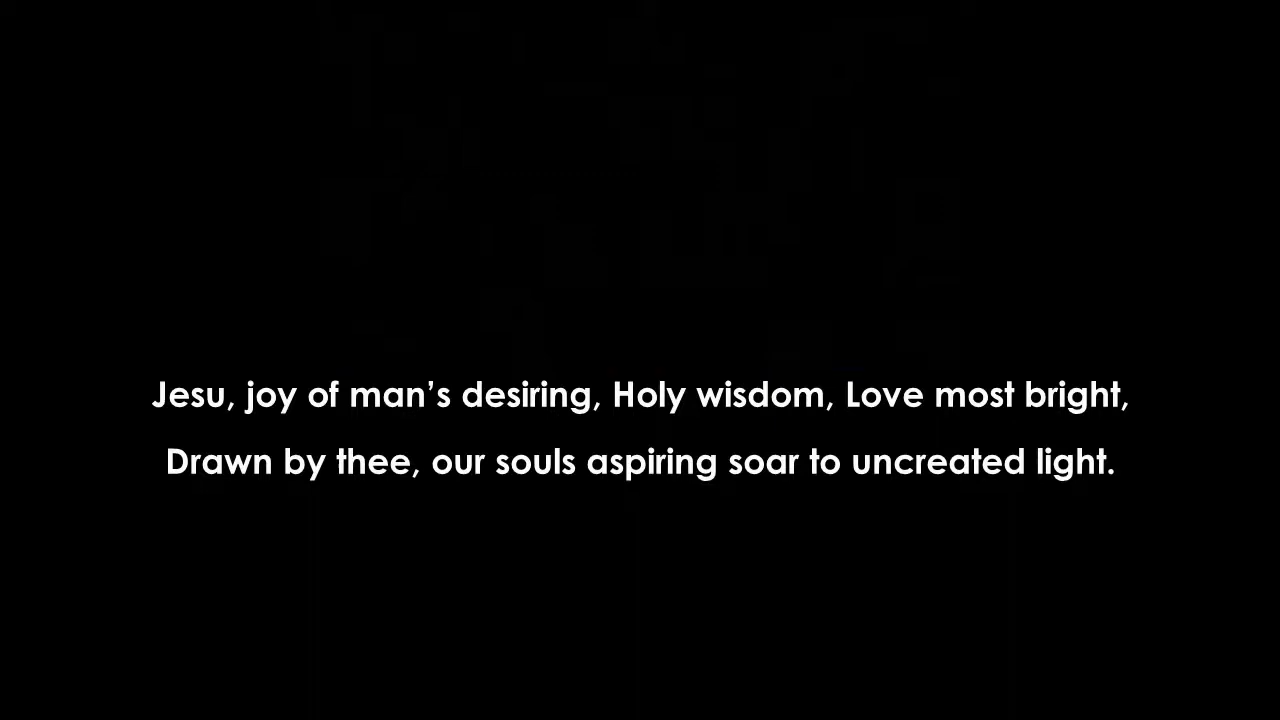 Jesu, joy of man’s desiring, Holy wisdom, Love most bright,
Drawn by thee, our souls aspiring soar to uncreated light.